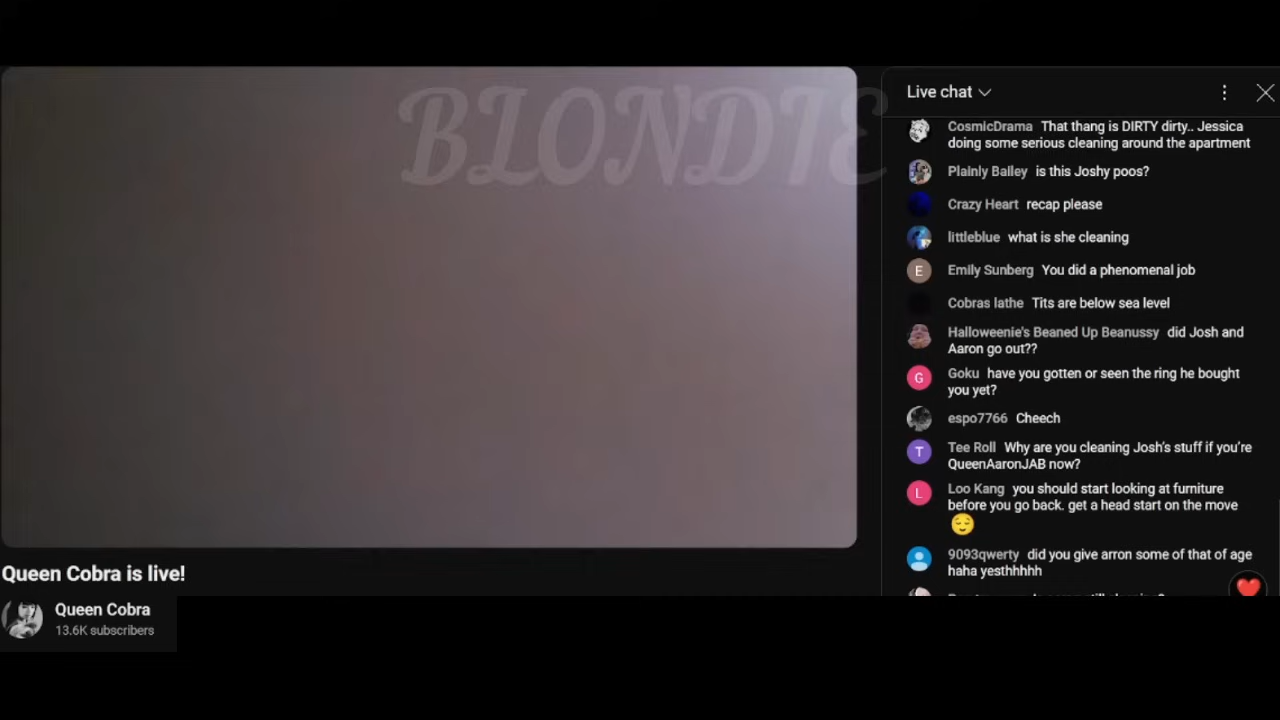 BLONDIE
Live chat
CosmicDrama That thang is DIRTY dirty.. Jessica
doing some serious cleaning around the apartment
Plainly Bailey is this Joshy poos?
Crazy Heart recap please
littleblue what is she cleaning
E Emily Sunberg You did a phenomenal job
Cobras lathe Tits are below sea level
Halloweenie's Beaned Up Beanussy did Josh and
Aaron go out??
G Goku have you gotten or seen the ring he bought
you yet?
espo7766 Cheech
T Tee Roll Why are you cleaning Josh's stuff if you're
QueenAaronJAB now?
L Loo Kang you should start looking at furniture
before you go back. get a head start on the move
😌
9093qwerty did you give arron some of that of age
haha yesthhhhh
Queen Cobra is live!
Queen Cobra
13.6K subscribers